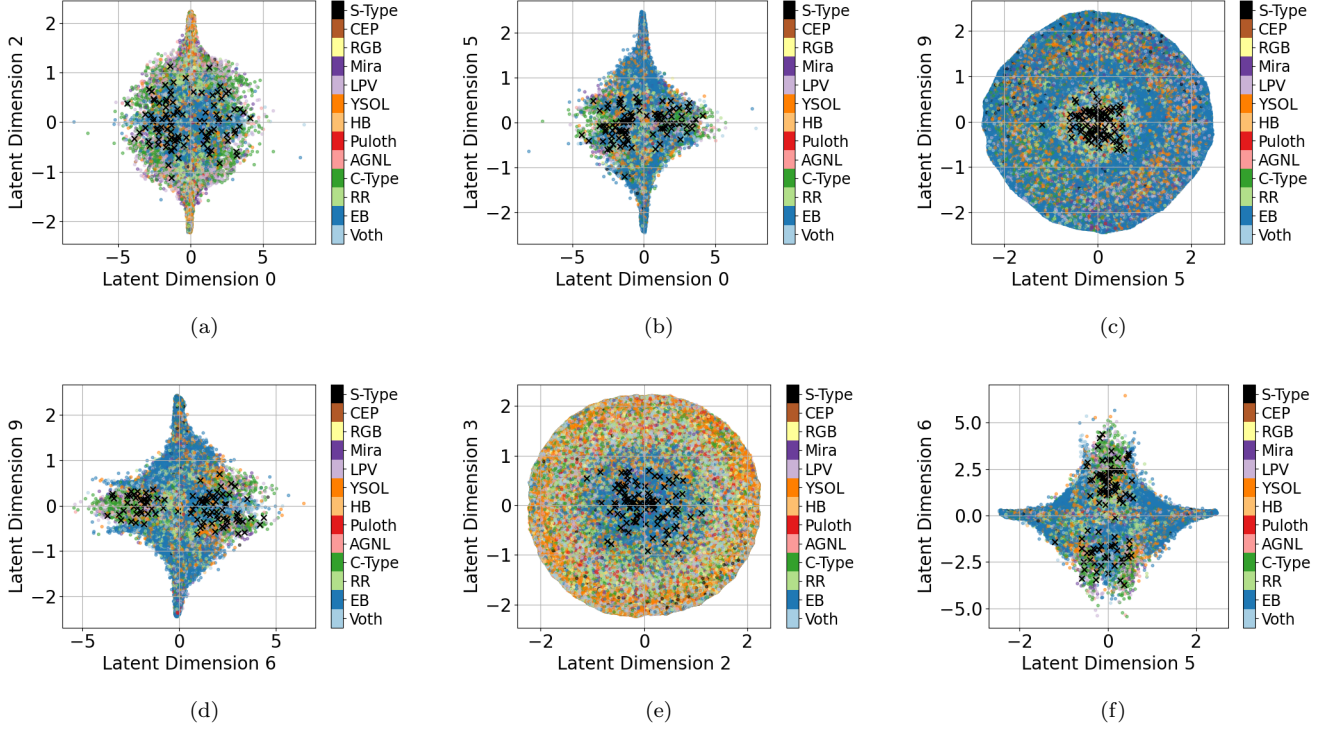 2
1
0
−1
−2
Latent Dimension 2
−5
0
5
Latent Dimension 0
S-Type
CEP
RGB
Mira
LPV
YSOL
HB
Puloth
AGNL
C-Type
RR
EB
Voth
(a)
2
1
0
−1
−2
Latent Dimension 5
−5
0
5
Latent Dimension 0
S-Type
CEP
RGB
Mira
LPV
YSOL
HB
Puloth
AGNL
C-Type
RR
EB
Voth
(b)
2
1
0
−1
−2
Latent Dimension 9
−2
0
2
Latent Dimension 5
S-Type
CEP
RGB
Mira
LPV
YSOL
HB
Puloth
AGNL
C-Type
RR
EB
Voth
(c)
2
1
0
−1
−2
Latent Dimension 9
−5
0
5
Latent Dimension 6
S-Type
CEP
RGB
Mira
LPV
YSOL
HB
Puloth
AGNL
C-Type
RR
EB
Voth
(d)
2
1
0
−1
−2
Latent Dimension 3
−2
0
2
Latent Dimension 2
S-Type
CEP
RGB
Mira
LPV
YSOL
HB
Puloth
AGNL
C-Type
RR
EB
Voth
(e)
5.0
2.5
0.0
−2.5
−5.0
Latent Dimension 6
−2
0
2
Latent Dimension 5
S-Type
CEP
RGB
Mira
LPV
YSOL
HB
Puloth
AGNL
C-Type
RR
EB
Voth
(f)